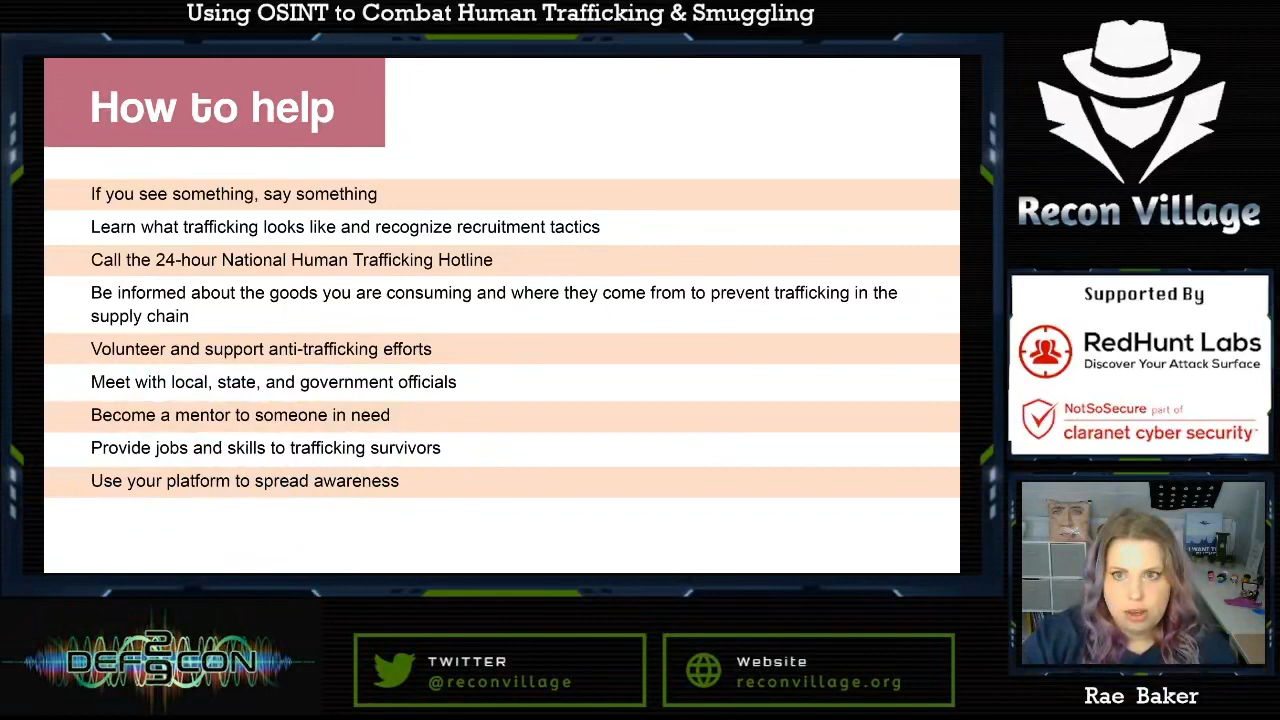 Using OSINT to Combat Human Trafficking & Smuggling
How to help
If you see something, say something
Learn what trafficking looks like and recognize recruitment tactics
Call the 24-hour National Human Trafficking Hotline
Be informed about the goods you are consuming and where they come from to prevent trafficking in the
supply chain
Volunteer and support anti-trafficking efforts
Meet with local, state, and government officials
Become a mentor to someone in need
Provide jobs and skills to trafficking survivors
Use your platform to spread awareness
Recon Village
Supported By
RedHunt Labs
Discover Your Attack Surface
NotSoSecure part of
claranet cyber security
I WANT TO
Rae Baker
DEFCON
29
TWITTER
@reconvillage
Website
reconvillage.org